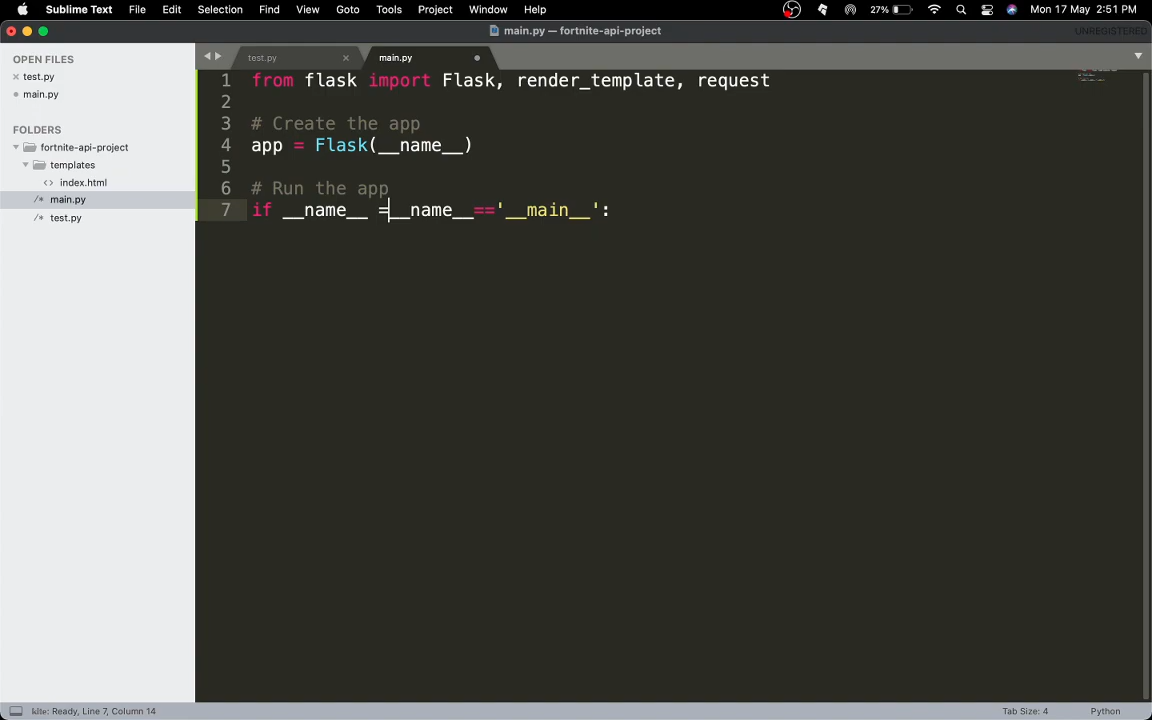 Sublime Text File Edit Selection Find View Goto Tools Project Window Help 27% Mon 17 May 2:51 PM
main.py — fortnite-api-project UNREGISTERED
OPEN FILES
test.py
main.py
FOLDERS
fortnite-api-project
templates
<> index.html
/* main.py
/* test.py
test.py main.py
1 from flask import Flask, render_template, request
2
3 # Create the app
4 app = Flask(__name__)
5
6 # Run the app
7 if __name__ =__name__=='__main__':
kite: Ready, Line 7, Column 14 Tab Size: 4 Python